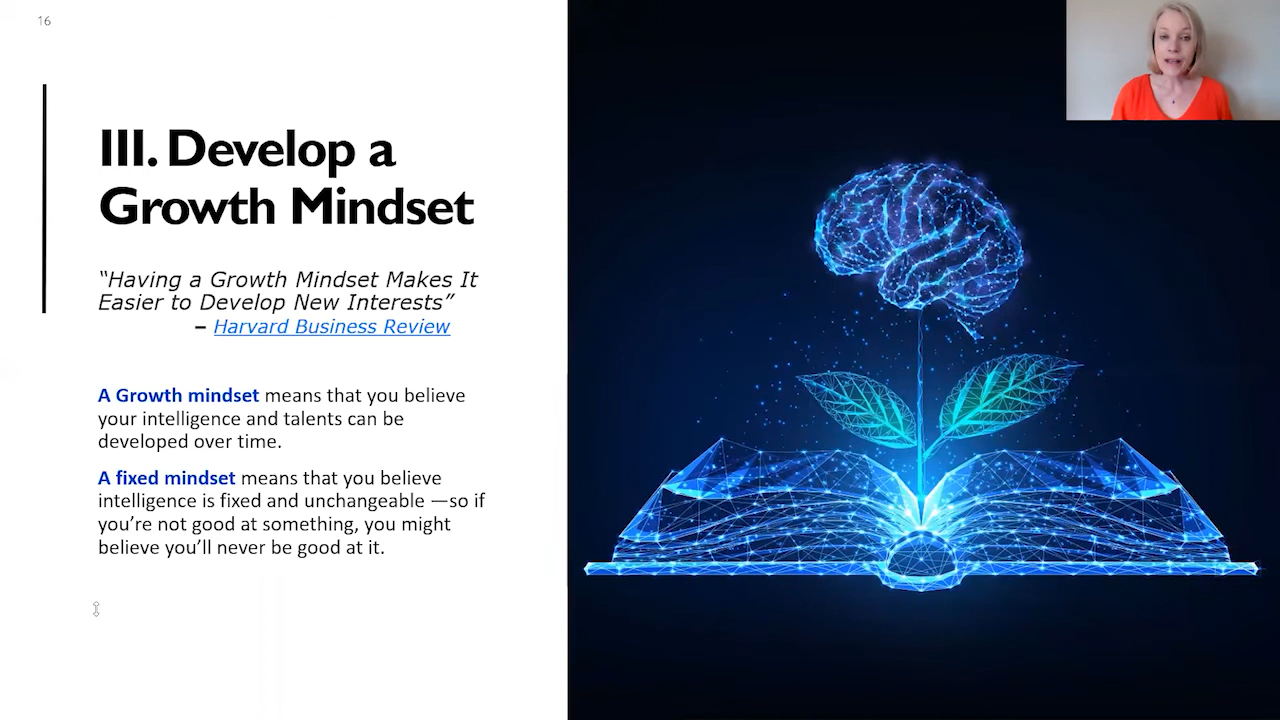 16
III. Develop a
Growth Mindset
“Having a Growth Mindset Makes It
Easier to Develop New Interests”
– Harvard Business Review
A Growth mindset means that you believe
your intelligence and talents can be
developed over time.
A fixed mindset means that you believe
intelligence is fixed and unchangeable —so if
you’re not good at something, you might
believe you’ll never be good at it.